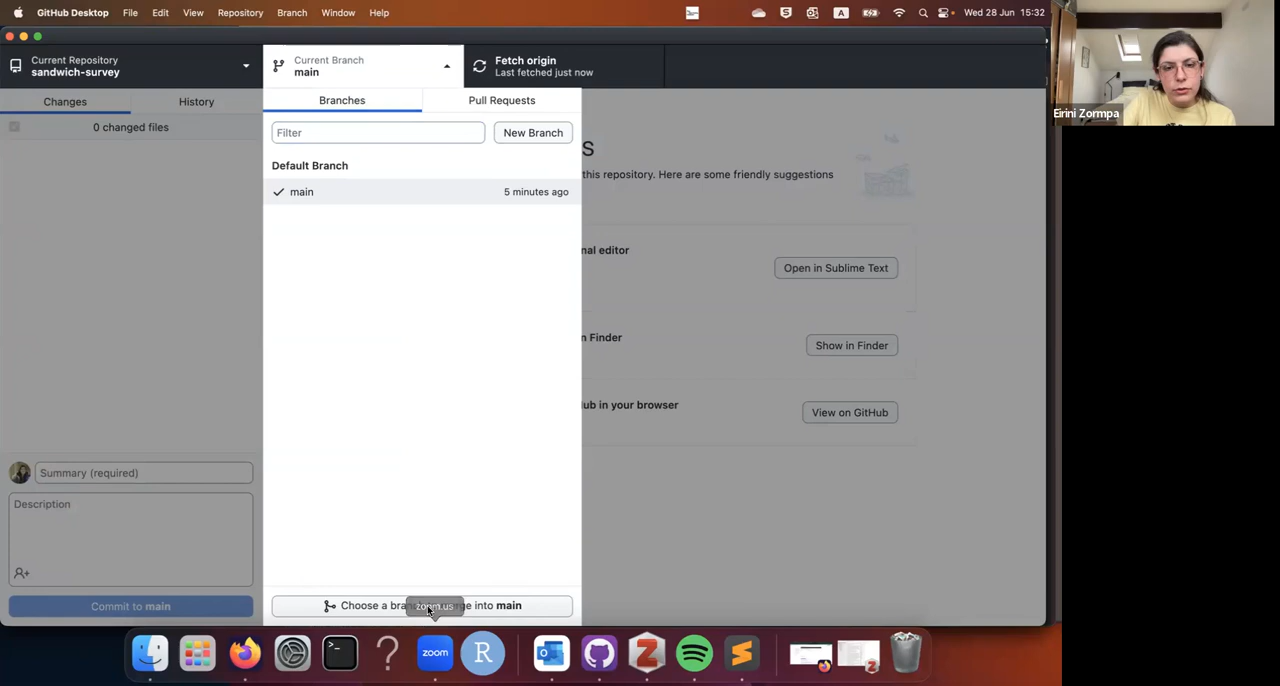 GitHub Desktop File Edit View Repository Branch Window Help
A
Wed 28 Jun 15:32
Current Repository
sandwich-survey
Current Branch
main
Fetch origin
Last fetched just now
Changes
History
0 changed files
Branches
Pull Requests
Filter
New Branch
Default Branch
main
5 minutes ago
s
this repository. Here are some friendly suggestions
nal editor
Open in Sublime Text
n Finder
Show in Finder
ub in your browser
View on GitHub
Summary (required)
Description
Commit to main
Choose a bran
zoom.us
ge into main
zoom
R
Z
Eirini Zormpa